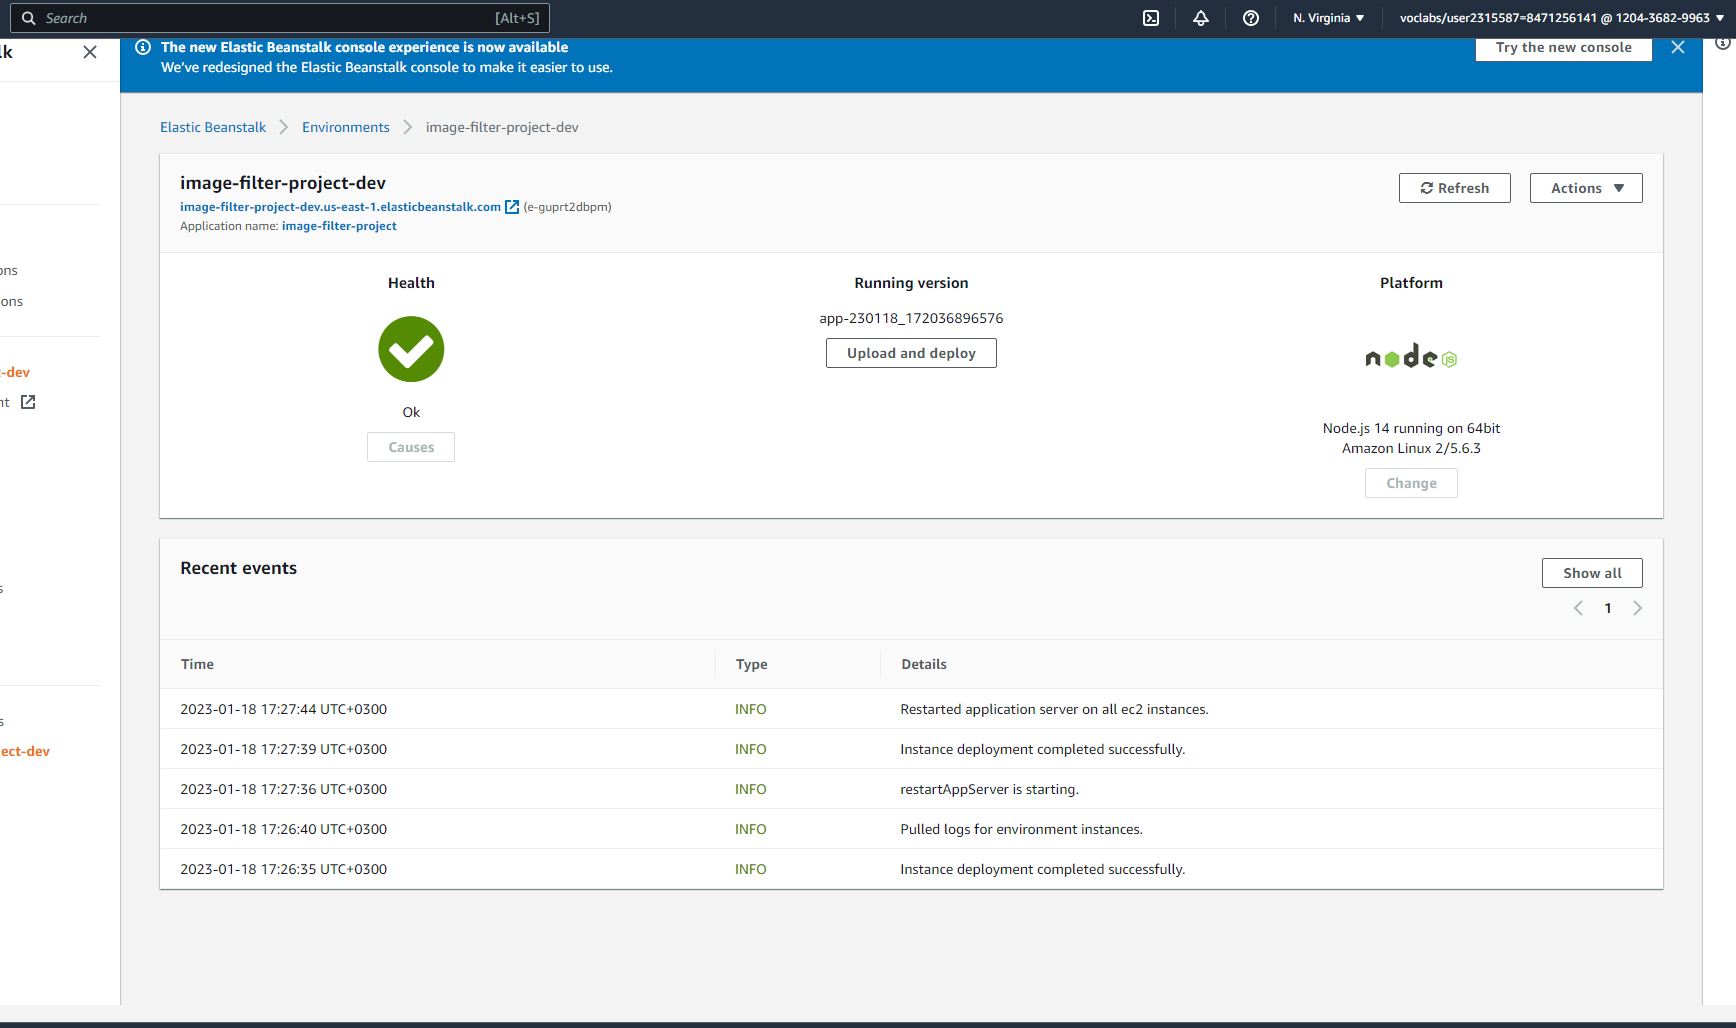 Search [Alt+S] N. Virginia ▼ voclabs/user2315587=8471256141 @ 1204-3682-9963 ▼
lk
The new Elastic Beanstalk console experience is now available
We've redesigned the Elastic Beanstalk console to make it easier to use.
Try the new console
Elastic Beanstalk > Environments > image-filter-project-dev
image-filter-project-dev
image-filter-project-dev.us-east-1.elasticbeanstalk.com (e-guprt2dbpm)
Application name: image-filter-project
Refresh
Actions ▼
ons
ons
-dev
nt
s
s
ect-dev
Health
Ok
Causes
Running version
app-230118_172036896576
Upload and deploy
Platform
node JS
Node.js 14 running on 64bit
Amazon Linux 2/5.6.3
Change
Recent events
Show all
< 1 >
Time Type Details
2023-01-18 17:27:44 UTC+0300 INFO Restarted application server on all ec2 instances.
2023-01-18 17:27:39 UTC+0300 INFO Instance deployment completed successfully.
2023-01-18 17:27:36 UTC+0300 INFO restartAppServer is starting.
2023-01-18 17:26:40 UTC+0300 INFO Pulled logs for environment instances.
2023-01-18 17:26:35 UTC+0300 INFO Instance deployment completed successfully.